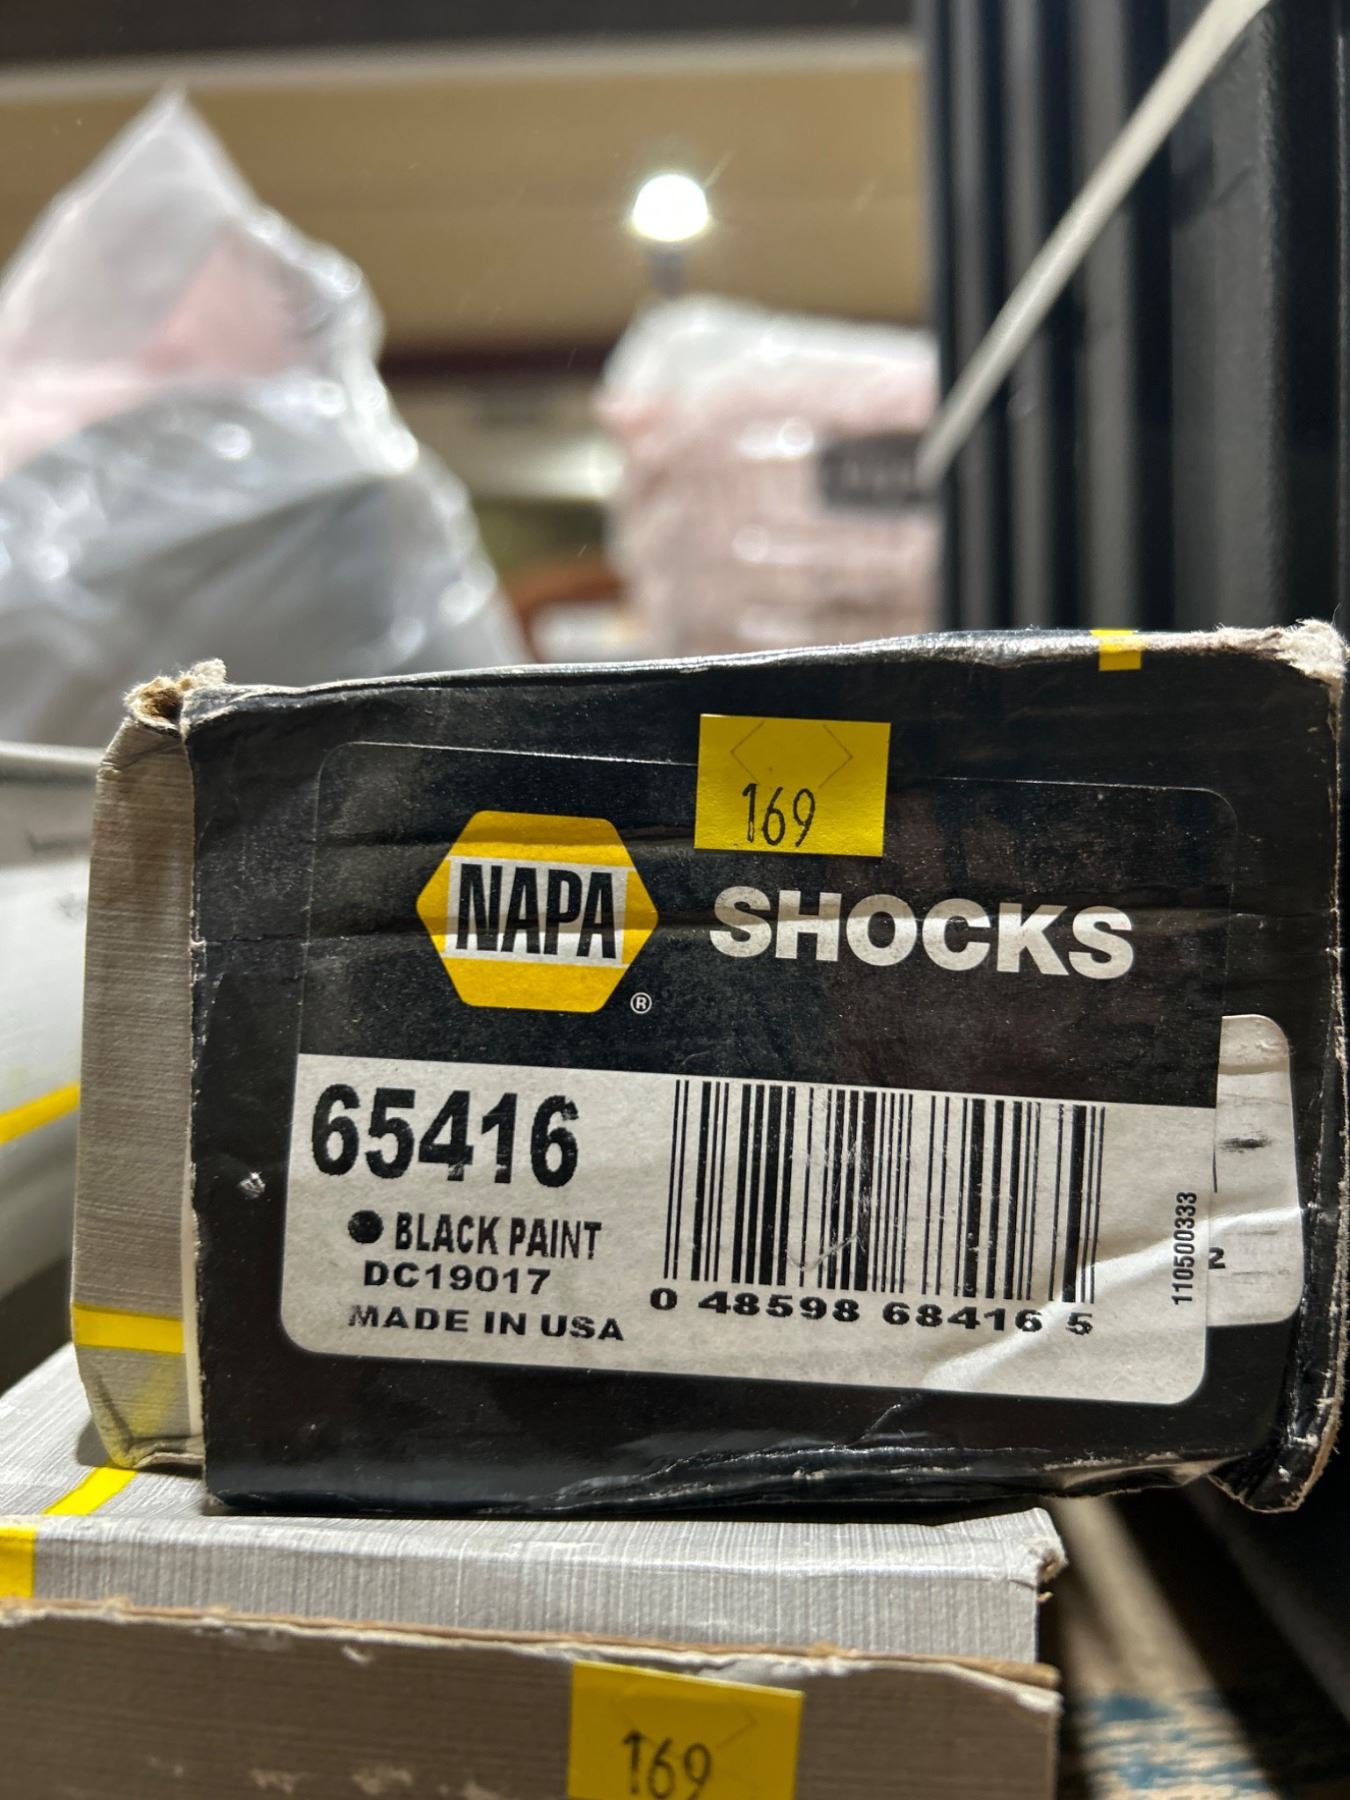 169
NAPA
®
SHOCKS
65416
BLACK PAINT
DC19017
MADE IN USA
0 48598 68416 5
110500333
2
169